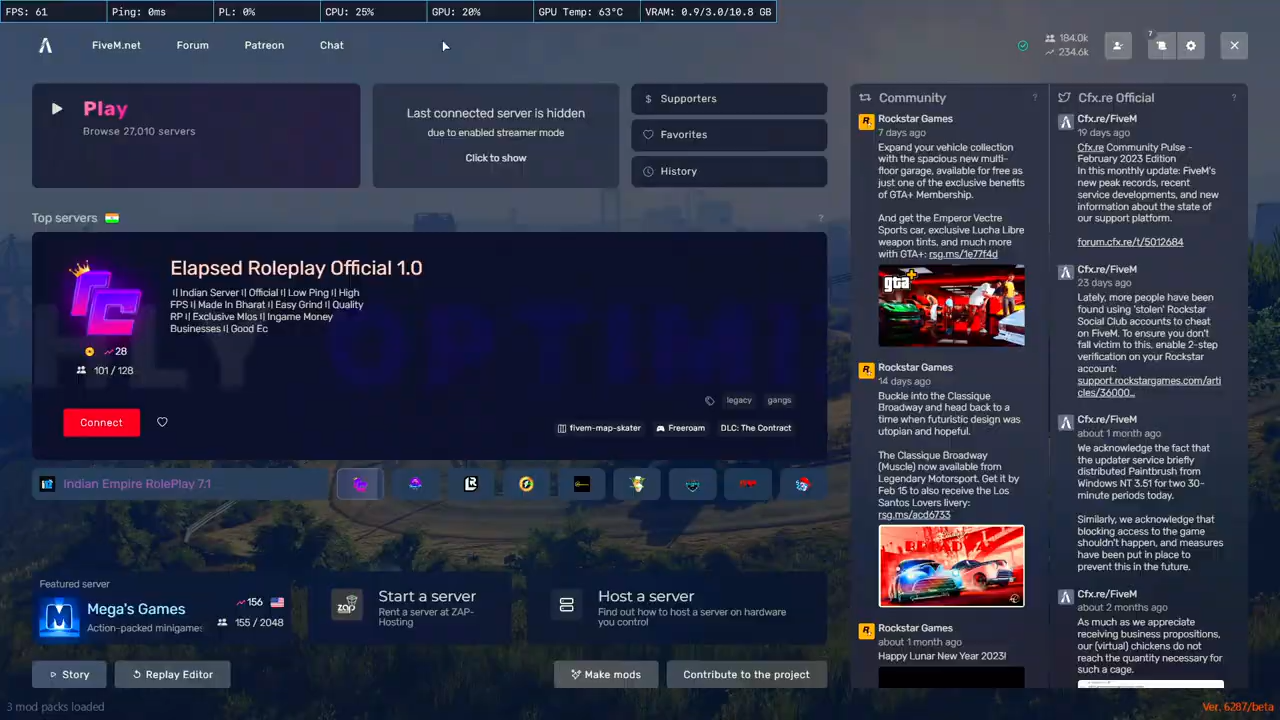 FPS: 61
Ping: 0ms
PL: 0%
CPU: 25%
GPU: 20%
GPU Temp: 63°C
VRAM: 0.9/3.0/10.8 GB
FiveM.net
Forum
Patreon
Chat
184.0k
234.6k
7
Play
Browse 27,010 servers
Last connected server is hidden
due to enabled streamer mode
Click to show
Supporters
Favorites
History
Top servers
?
Elapsed Roleplay Official 1.0
|| Indian Server || Official || Low Ping || High
FPS || Made In Bharat || Easy Grind || Quality
RP || Exclusive Mlos || Ingame Money
Businesses || Good Ec
28
101 / 128
legacy
gangs
Connect
fivem-map-skater
Freeroam
DLC: The Contract
Indian Empire RolePlay 7.1
Featured server
Mega's Games
Action-packed minigame
156
155 / 2048
ZAP
Start a server
Rent a server at ZAP-
Hosting
Host a server
Find out how to host a server on hardware
you control
Story
Replay Editor
Make mods
Contribute to the project
3 mod packs loaded
Community
?
Rockstar Games
7 days ago
Expand your vehicle collection
with the spacious new multi-
floor garage, available for free as
just one of the exclusive benefits
of GTA+ Membership.
And get the Emperor Vectre
Sports car, exclusive Lucha Libre
weapon tints, and much more
with GTA+: rsg.ms/1e77f4d
gta+
Rockstar Games
14 days ago
Buckle into the Classique
Broadway and head back to a
time when futuristic design was
utopian and hopeful.
The Classique Broadway
(Muscle) now available from
Legendary Motorsport. Get it by
Feb 15 to also receive the Los
Santos Lovers livery:
rsg.ms/acd6733
Rockstar Games
about 1 month ago
Happy Lunar New Year 2023!
Cfx.re Official
?
Cfx.re/FiveM
19 days ago
Cfx.re Community Pulse -
February 2023 Edition
In this monthly update: FiveM's
new peak records, recent
service developments, and new
information about the state of
our support platform.
forum.cfx.re/t/5012684
Cfx.re/FiveM
23 days ago
Lately, more people have been
found using 'stolen' Rockstar
Social Club accounts to cheat
on FiveM. To ensure you don't
fall victim to this, enable 2-step
verification on your Rockstar
account:
support.rockstargames.com/arti
cles/36000...
Cfx.re/FiveM
about 1 month ago
We acknowledge the fact that
the updater service briefly
distributed Paintbrush from
Windows NT 3.51 for two 30-
minute periods today.
Similarly, we acknowledge that
blocking access to the game
shouldn't happen, and measures
have been put in place to
prevent this in the future.
Cfx.re/FiveM
about 2 months ago
As much as we appreciate
receiving business propositions,
our (virtual) chickens do not
reach the quantity necessary for
such a cage.
Ver. 6287/beta